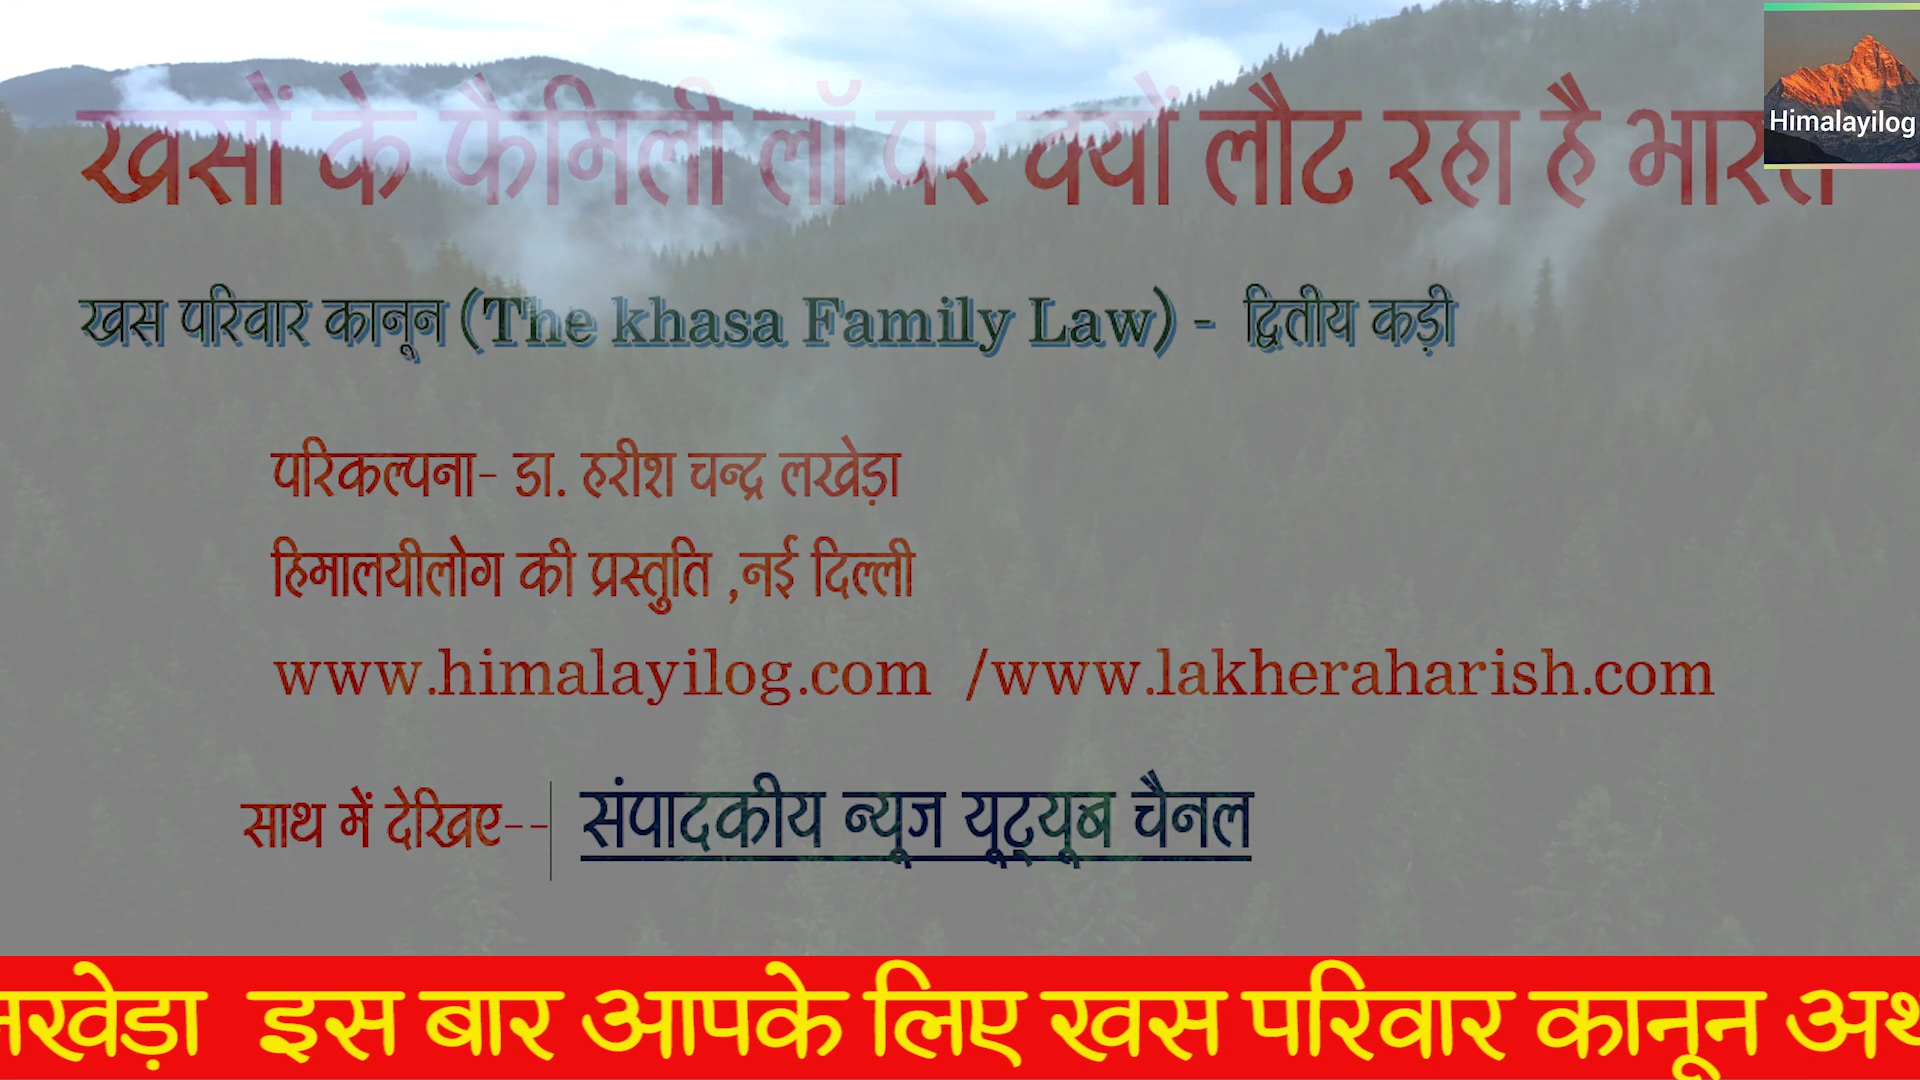 खसों के फैमिली लॉ पर क्यों लौट रहा है भारत
Himalayilog
खस परिवार कानून (The khasa Family Law) - द्वितीय कड़ी
परिकल्पना- डा. हरीश चन्द्र लखेड़ा
हिमालयीलोग की प्रस्तुति ,नई दिल्ली
www.himalayilog.com /www.lakheraharish.com
साथ में देखिए-- संपादकीय न्यूज यूट्यूब चैनल
लखेड़ा इस बार आपके लिए खस परिवार कानून